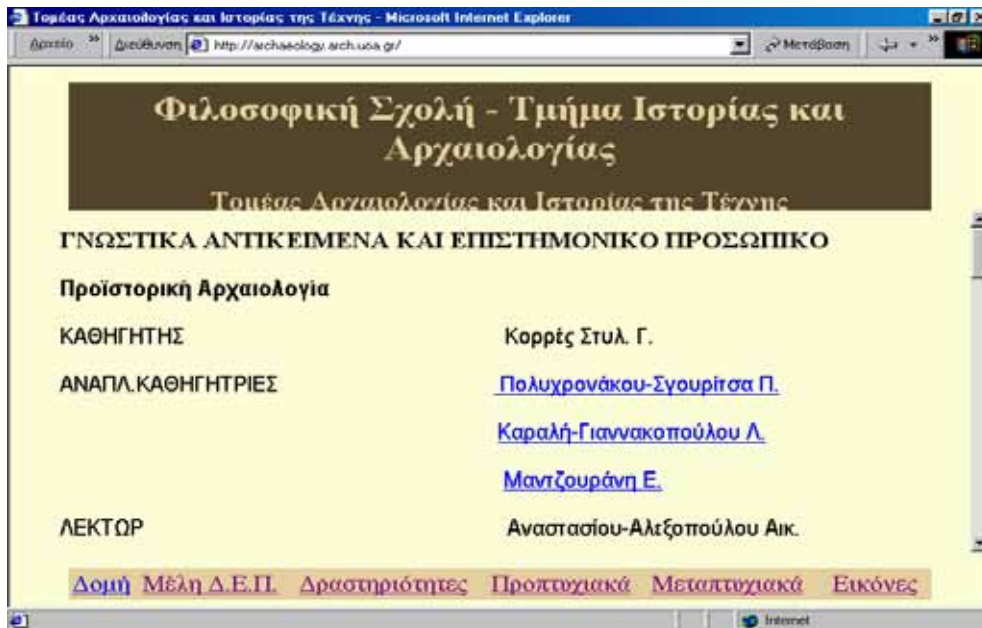 Τομέας Αρχαιολογίας και Ιστορίας της Τέχνης - Microsoft Internet Explorer
Αρχείο » Διεύθυνση http://archaeology.arch.uoa.gr/ Μετάβαση »
Φιλοσοφική Σχολή - Τμήμα Ιστορίας και
Αρχαιολογίας
Τομέας Αρχαιολογίας και Ιστορίας της Τέχνης
ΓΝΩΣΤΙΚΑ ΑΝΤΙΚΕΙΜΕΝΑ ΚΑΙ ΕΠΙΣΤΗΜΟΝΙΚΟ ΠΡΟΣΩΠΙΚΟ
Προϊστορική Αρχαιολογία
ΚΑΘΗΓΗΤΗΣ Κορρές Στυλ. Γ.
ΑΝΑΠΛ.ΚΑΘΗΓΗΤΡΙΕΣ Πολυχρονάκου-Σγουρίτσα Π.
Καραλή-Γιαννακοπούλου Λ.
Μαντζουράνη Ε.
ΛΕΚΤΩΡ Αναστασίου-Αλεξοπούλου Αικ.
Δομή Μέλη Δ.Ε.Π. Δραστηριότητες Προπτυχιακά Μεταπτυχιακά Εικόνες
Internet